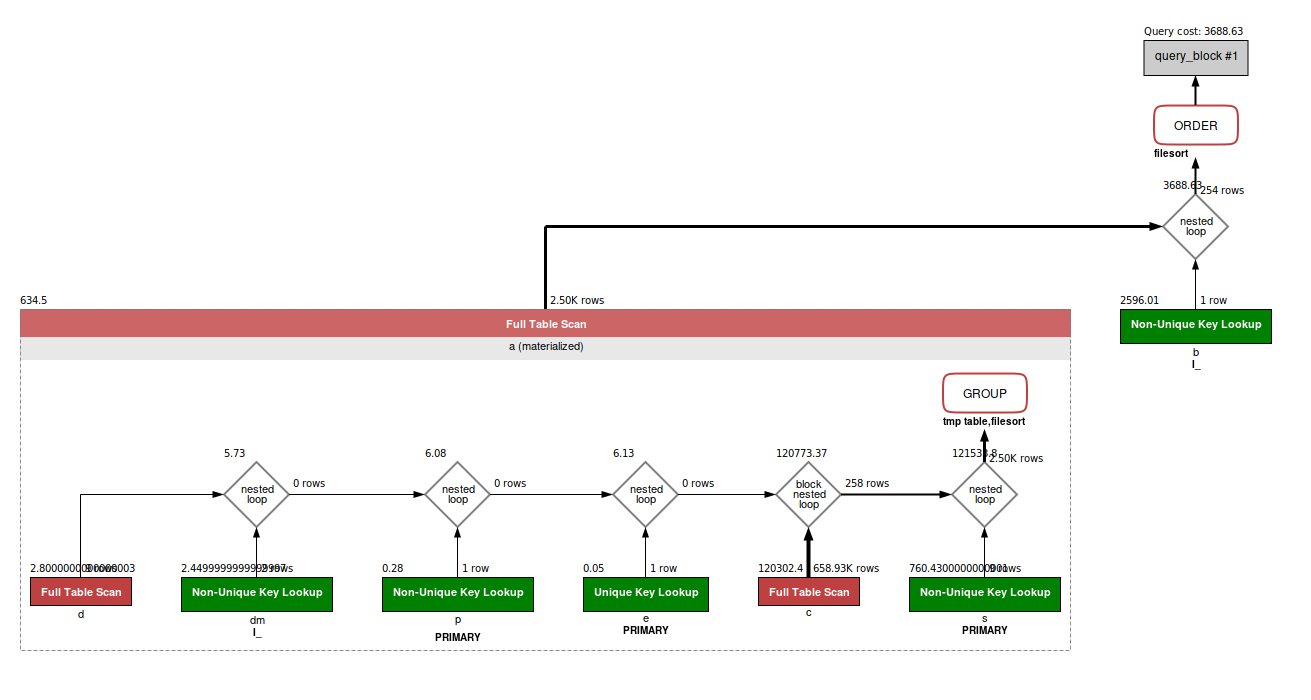 Query cost: 3688.63
query_block #1
ORDER
filesort
3688.63
254 rows
nested
loop
634.5
2.50K rows
2596.01
1 row
Full Table Scan
Non-Unique Key Lookup
a (materialized)
b
I_
GROUP
tmp table,filesort
5.73
6.08
6.13
120773.37
121533.8
2.50K rows
nested
loop
0 rows
nested
loop
0 rows
nested
loop
0 rows
block
nested
loop
258 rows
nested
loop
2.8000000000000003
rows
2.4499999999999997
rows
0.28
1 row
0.05
1 row
120302.4
658.93K rows
rows
Full Table Scan
Non-Unique Key Lookup
Non-Unique Key Lookup
Unique Key Lookup
Full Table Scan
Non-Unique Key Lookup
d
dm
I_
p
PRIMARY
e
PRIMARY
c
s
PRIMARY